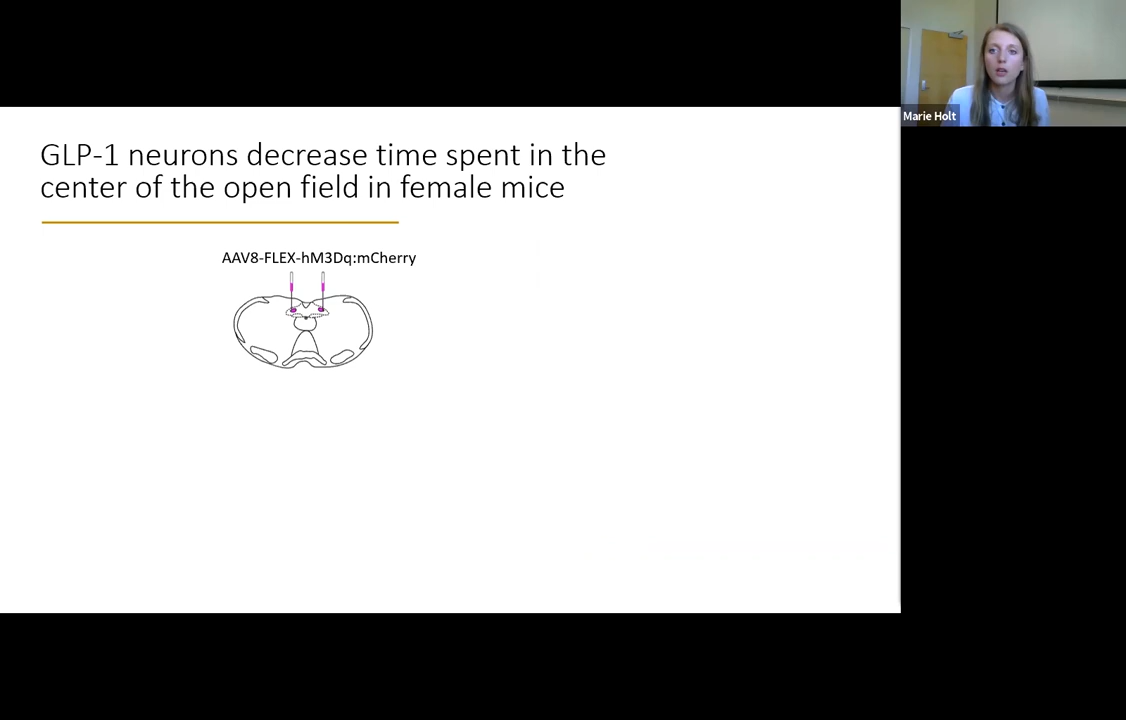 GLP-1 neurons decrease time spent in the
center of the open field in female mice
AAV8-FLEX-hM3Dq:mCherry
Marie Holt